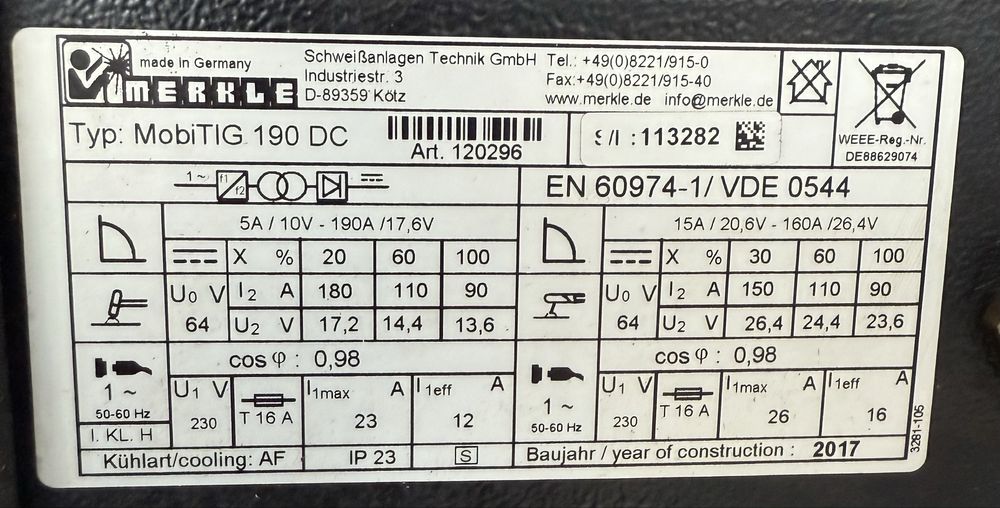 made in Germany
MERKLE
Schweißanlagen Technik GmbH
Industriestr. 3
D-89359 Kötz
Tel.: +49(0)8221/915-0
Fax:+49(0)8221/915-40
www.merkle.de info@merkle.de
Typ: MobiTIG 190 DC
Art. 120296
S/N :113282
WEEE-Reg.-Nr.
DE88629074
1~ f1 f2
EN 60974-1/ VDE 0544
5A / 10V - 190A /17,6V
X % 20 60 100
U0 V I2 A 180 110 90
64 U2 V 17,2 14,4 13,6
cos φ : 0,98
1 ~
50-60 Hz
U1 V
230
T 16 A
I1max A
23
I1eff A
12
I. KL. H
15A / 20,6V - 160A /26,4V
X % 30 60 100
U0 V I2 A 150 110 90
64 U2 V 26,4 24,4 23,6
cos φ : 0,98
1 ~
50-60 Hz
U1 V
230
T 16 A
I1max A
26
I1eff A
16
Kühlart/cooling: AF IP 23 S
Baujahr / year of construction : 2017
3281-105